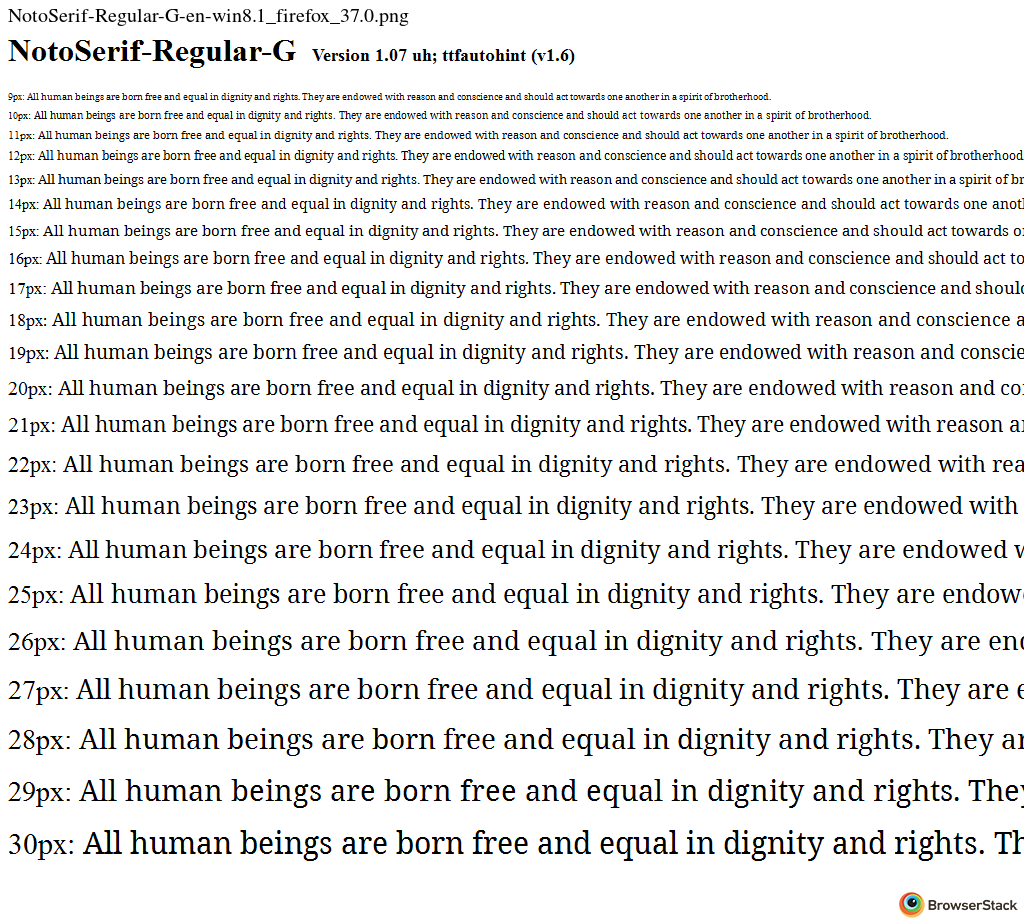 NotoSerif-Regular-G-en-win8.1_firefox_37.0.png
NotoSerif-Regular-G Version 1.07 uh; ttfautohint (v1.6)
9px: All human beings are born free and equal in dignity and rights. They are endowed with reason and conscience and should act towards one another in a spirit of brotherhood.
10px: All human beings are born free and equal in dignity and rights. They are endowed with reason and conscience and should act towards one another in a spirit of brotherhood.
11px: All human beings are born free and equal in dignity and rights. They are endowed with reason and conscience and should act towards one another in a spirit of brotherhood.
12px: All human beings are born free and equal in dignity and rights. They are endowed with reason and conscience and should act towards one another in a spirit of brotherhood
13px: All human beings are born free and equal in dignity and rights. They are endowed with reason and conscience and should act towards one another in a spirit of br
14px: All human beings are born free and equal in dignity and rights. They are endowed with reason and conscience and should act towards one anot
15px: All human beings are born free and equal in dignity and rights. They are endowed with reason and conscience and should act towards o
16px: All human beings are born free and equal in dignity and rights. They are endowed with reason and conscience and should act to
17px: All human beings are born free and equal in dignity and rights. They are endowed with reason and conscience and should
18px: All human beings are born free and equal in dignity and rights. They are endowed with reason and conscience a
19px: All human beings are born free and equal in dignity and rights. They are endowed with reason and conscie
20px: All human beings are born free and equal in dignity and rights. They are endowed with reason and co
21px: All human beings are born free and equal in dignity and rights. They are endowed with reason a
22px: All human beings are born free and equal in dignity and rights. They are endowed with rea
23px: All human beings are born free and equal in dignity and rights. They are endowed with
24px: All human beings are born free and equal in dignity and rights. They are endowed w
25px: All human beings are born free and equal in dignity and rights. They are endow
26px: All human beings are born free and equal in dignity and rights. They are en
27px: All human beings are born free and equal in dignity and rights. They are e
28px: All human beings are born free and equal in dignity and rights. They ar
29px: All human beings are born free and equal in dignity and rights. They
30px: All human beings are born free and equal in dignity and rights. Th
BrowserStack